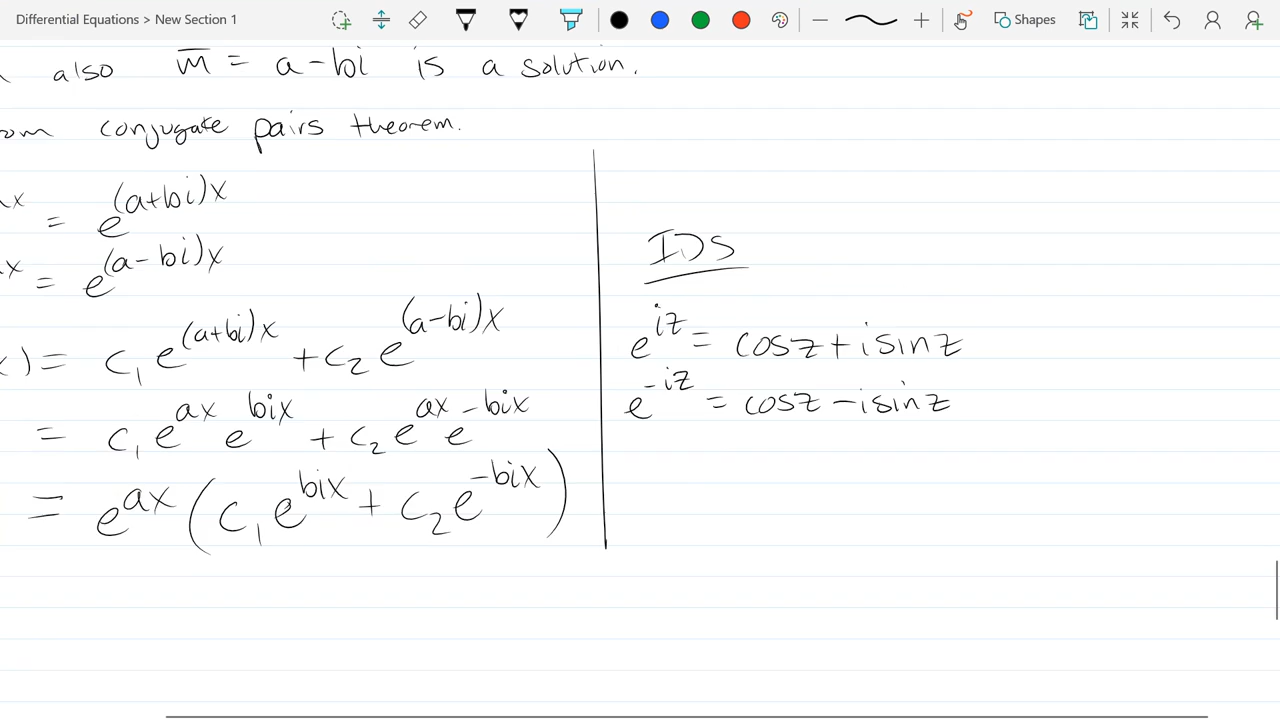 Differential Equations > New Section 1
Shapes
also m̅ = a-bi is a solution.
conjugate pairs theorem.
= e^(a+bi)x
= e^(a-bi)x
) = c₁e^(a+bi)x + c₂e^(a-bi)x
= c₁e^ax e^bix + c₂e^ax e^-bix
= e^ax (c₁e^bix + c₂e^-bix)
IDS
e^iz = cosz + isinz
e^-iz = cosz - isinz